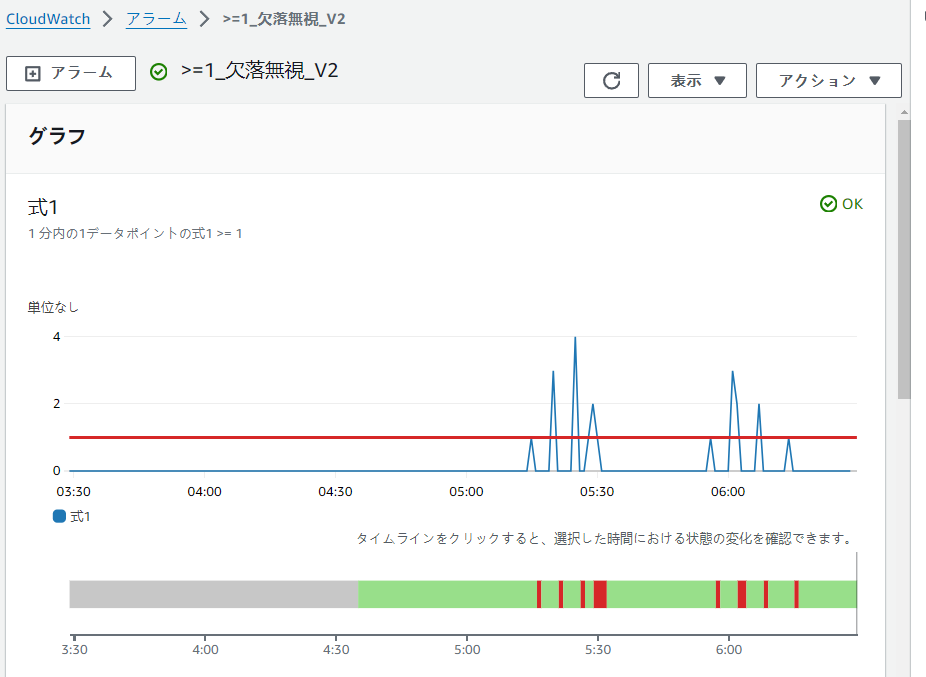 CloudWatch > アラーム > >=1_欠落無視_V2
アラーム >=1_欠落無視_V2 表示 ▼ アクション ▼
グラフ
式1 OK
1 分内の1データポイントの式1 >= 1
単位なし
4
2
0
03:30 04:00 04:30 05:00 05:30 06:00
式1
タイムラインをクリックすると、選択した時間における状態の変化を確認できます。
3:30 4:00 4:30 5:00 5:30 6:00